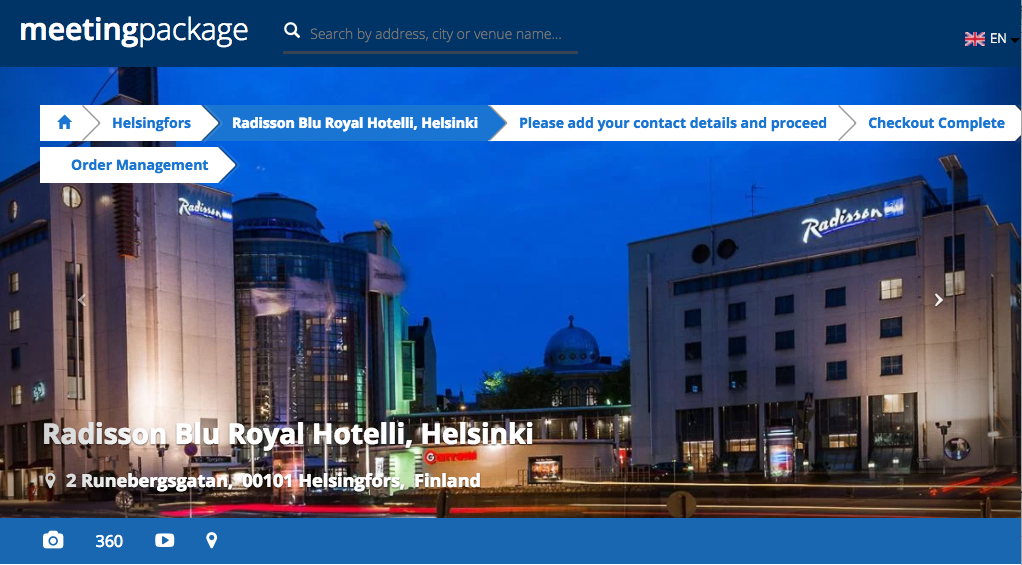 meetingpackage
Search by address, city or venue name...
EN
Helsingfors
Radisson Blu Royal Hotelli, Helsinki
Please add your contact details and proceed
Checkout Complete
Order Management
Radisson
Radisson
Radisson Blu Royal Hotelli, Helsinki
2 Runebergsgatan, 00101 Helsingfors, Finland
360